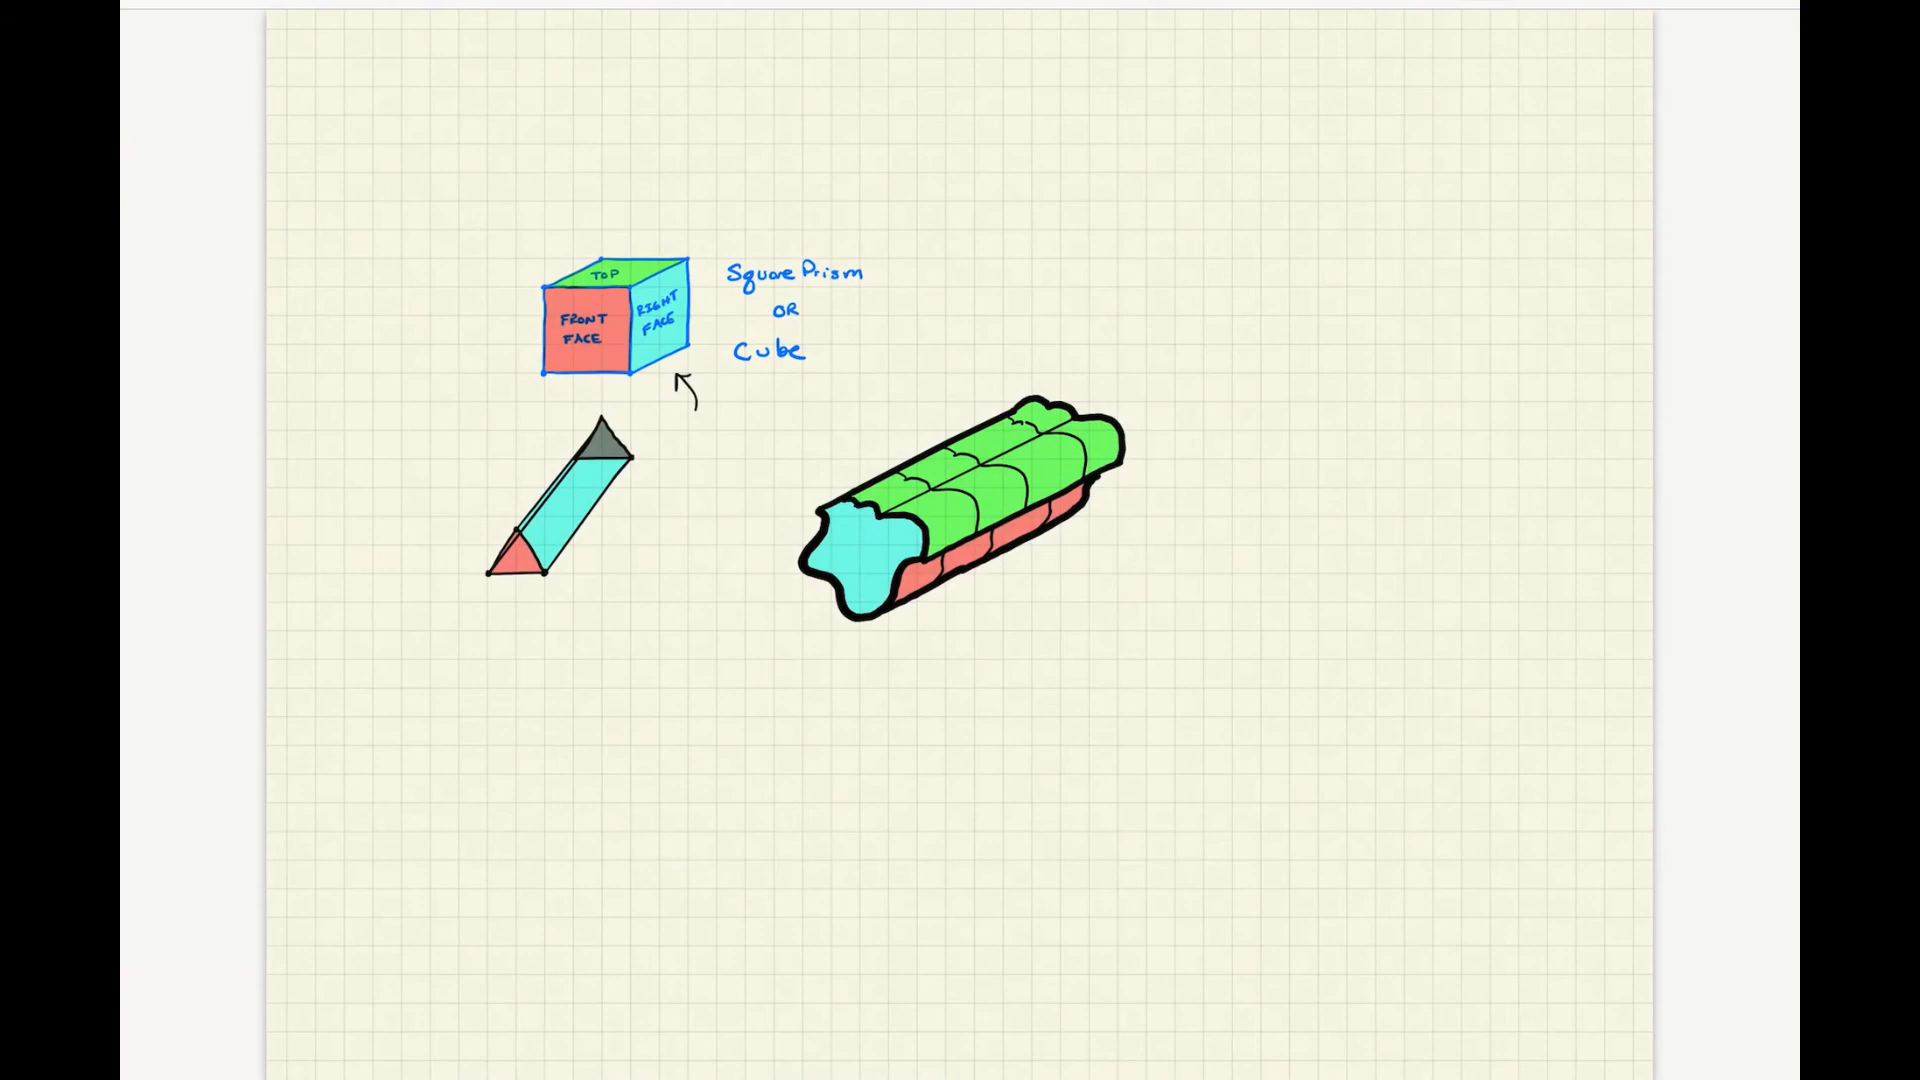 TOP
FRONT
FACE
RIGHT
FACE
Square Prism
OR
Cube